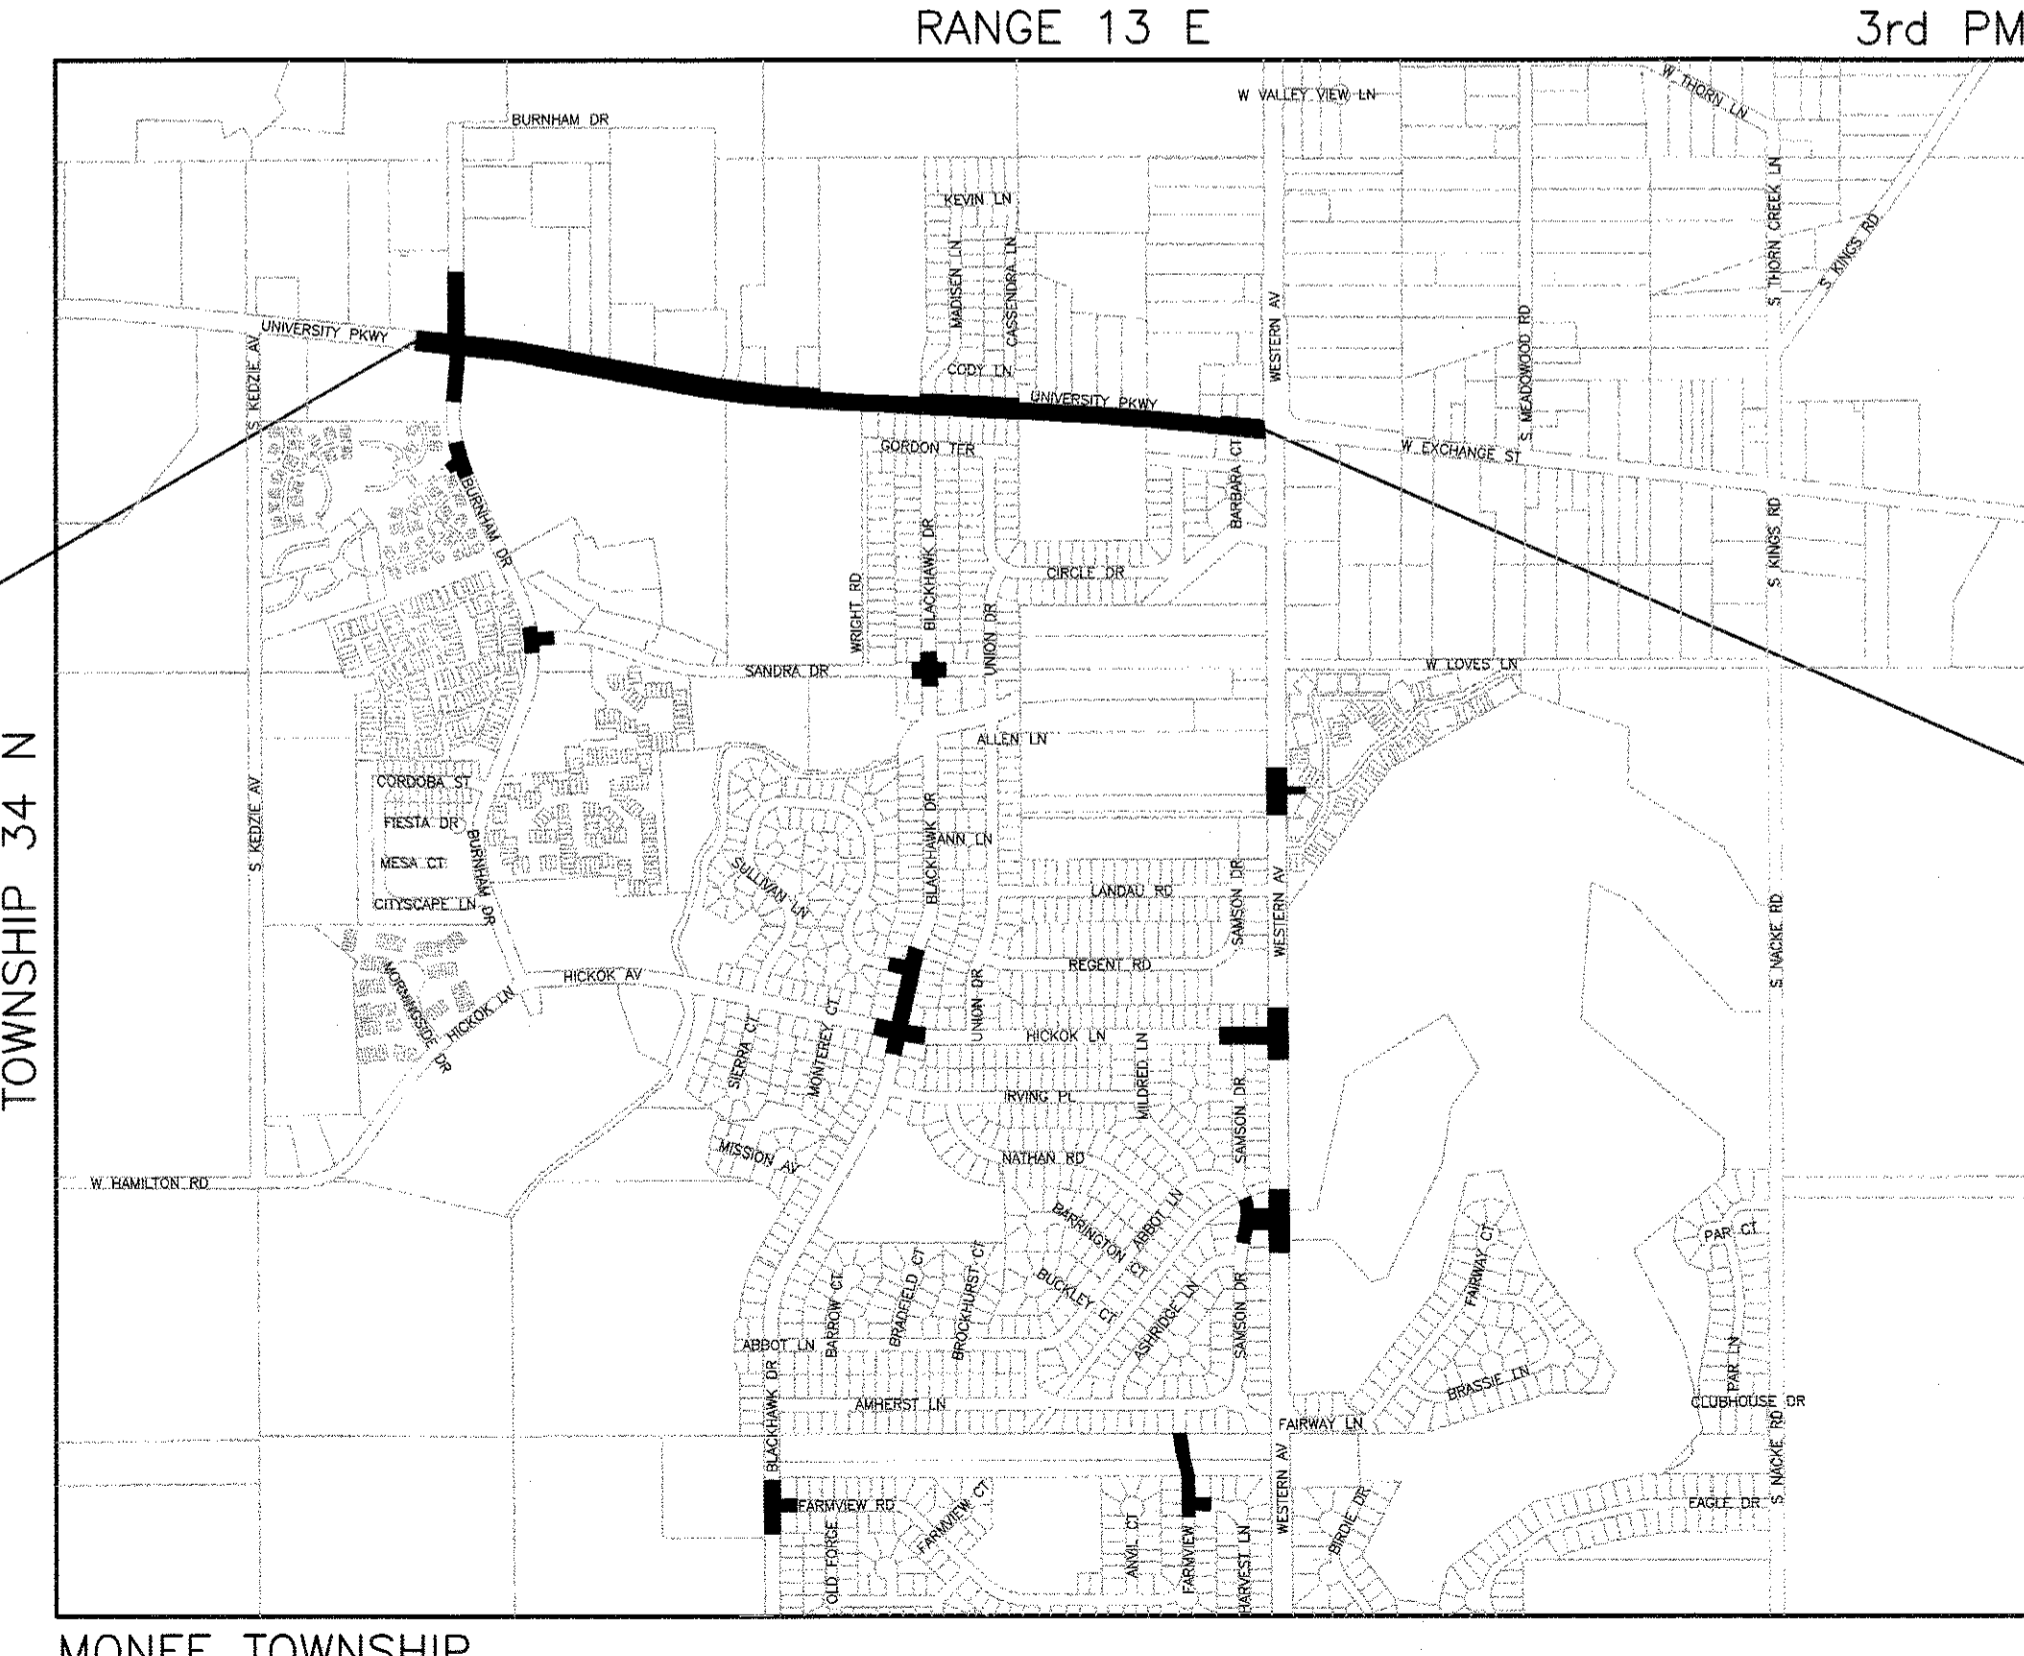 RANGE 13 E
3rd PM
W VALLEY VIEW LN
W THORN LN
BURNHAM DR
KEVIN LN
S THORN CREEK LN
S KINGS RD
MADISEN LN
CASSENDRA LN
WESTERN AV
S MEADOWOOD RD
UNIVERSITY PKWY
S KEDZIE AV
CODY LN
UNIVERSITY PKWY
GORDON TER
BARBARA CT
W EXCHANGE ST
BURNHAM DR
BLACKHAWK DR
S KINGS RD
CIRCLE DR
WRIGHT RD
UNION DR
SANDRA DR
W LOVES LN
ALLEN LN
TOWNSHIP 34 N
S KEDZIE AV
CORDOBA ST
FIESTA DR
MESA CT
BURNHAM DR
CITYSCAPE LN
BLACKHAWK DR
ANN LN
SULLIVAN LN
LANDAU RD
SAMSON DR
WESTERN AV
S NACKE RD
HICKOK AV
REGENT RD
MORNINGSIDE DR
HICKOK LN
SIERRA CT
MONTEREY CT
UNION DR
HICKOK LN
MILDRED LN
IRVING PL
SAMSON DR
MISSION AV
NATHAN RD
W HAMILTON RD
BARRINGTON CT
ABBOT LN
FAIRWAY CT
PAR CT
BARROW CT
BRADFIELD CT
BROCKHURST CT
BUCKLEY CT
ASHRIDGE LN
SAMSON DR
ABBOT LN
PAR LN
BRASSIE LN
BLACKHAWK DR
AMHERST LN
CLUBHOUSE DR
FAIRWAY LN
S NACKE RD
WESTERN AV
FARMVIEW RD
FARMVIEW CT
EAGLE DR
BIRDIE DR
OLD FORGE
ANVIL CT
FARMVIEW
HARVEST LN
MONEE TOWNSHIP